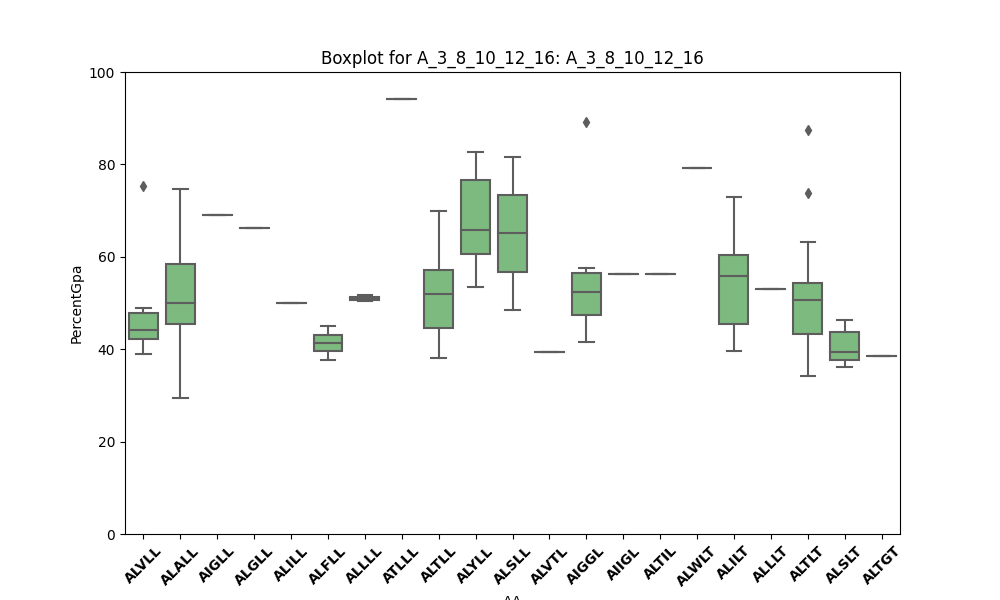 Boxplot for A_3_8_10_12_16: A_3_8_10_12_16
100
80
60
40
20
0
PercentGpa
ALVLL
ALALL
AIGLL
ALGLL
ALILL
ALFLL
ALLLL
ATLLL
ALTLL
ALYLL
ALSLL
ALVTL
AIGGL
AIIGL
ALTIL
ALWLT
ALILT
ALLLT
ALTLT
ALSLT
ALTGT
AA